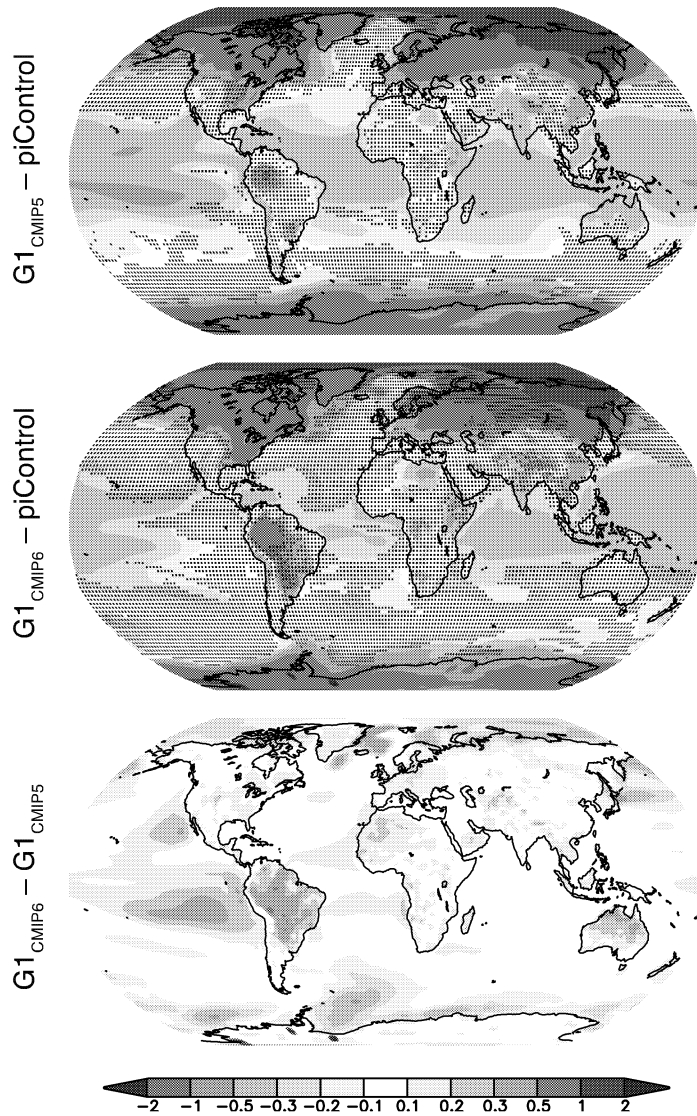 G1CMIP5 – piControl
G1CMIP6 – piControl
G1CMIP6 – G1CMIP5
−2 −1 −0.5 −0.3 −0.2 −0.1 0.1 0.2 0.3 0.5 1 2